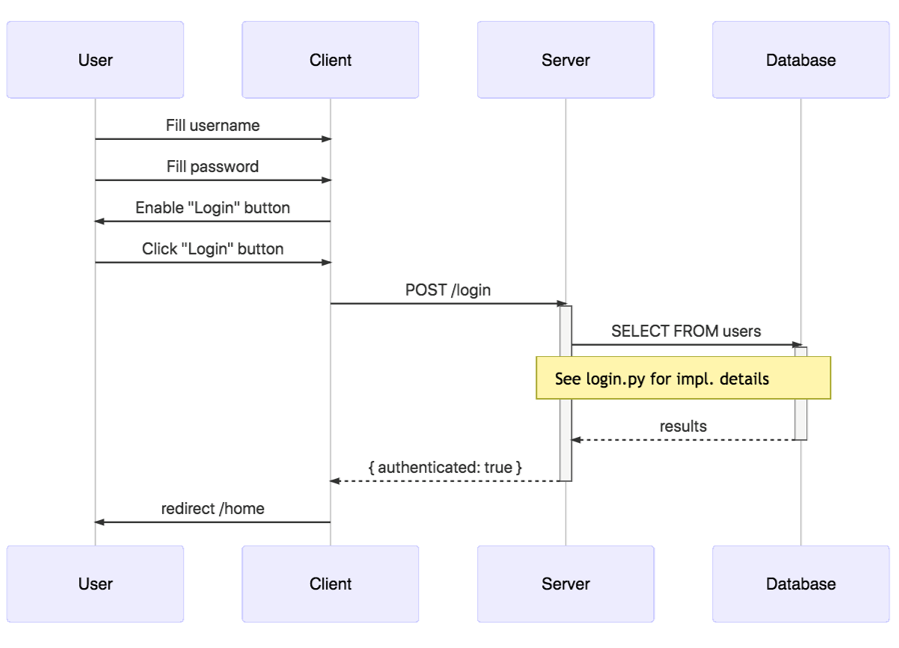 User
Client
Server
Database
Fill username
Fill password
Enable "Login" button
Click "Login" button
POST /login
SELECT FROM users
See login.py for impl. details
results
{ authenticated: true }
redirect /home
User
Client
Server
Database